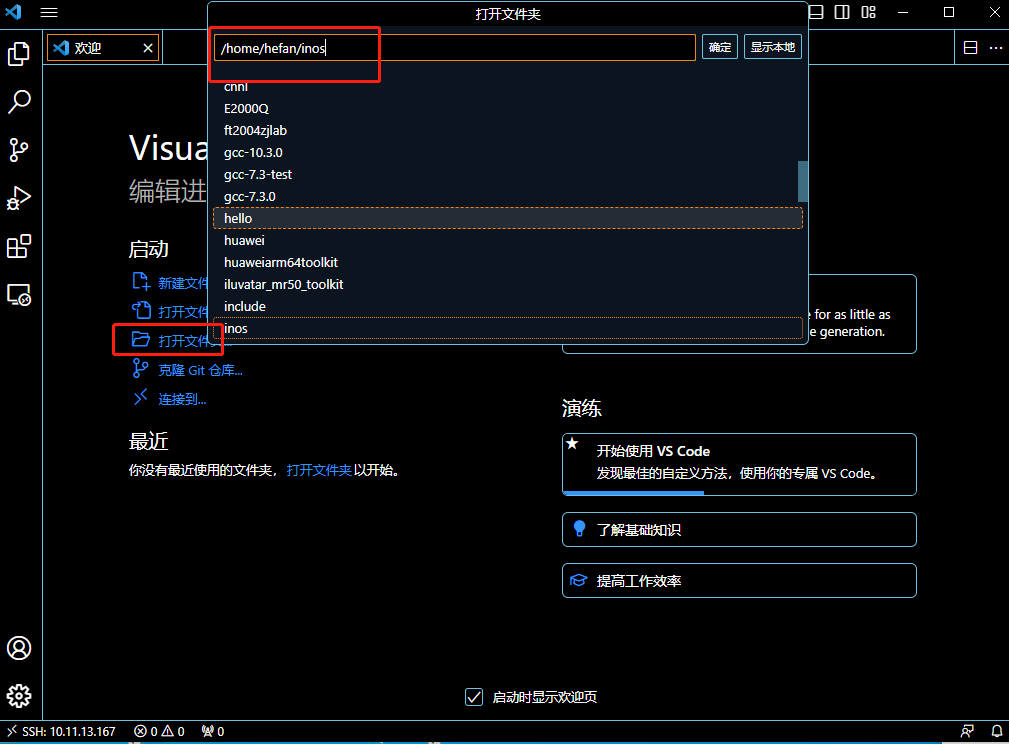 打开文件夹
/home/hefan/inos
确定
显示本地
欢迎
chnl
E2000Q
ft2004zjlab
gcc-10.3.0
gcc-7.3-test
gcc-7.3.0
hello
huawei
huaweiarm64toolkit
iluvatar_mr50_toolkit
include
inos
Visua
编辑进
启动
新建文件
打开文件
打开文件夹...
克隆 Git 仓库...
连接到...
最近
你没有最近使用的文件夹，打开文件夹以开始。
for as little as
e generation.
演练
开始使用 VS Code
发现最佳的自定义方法，使用你的专属 VS Code。
了解基础知识
提高工作效率
启动时显示欢迎页
SSH: 10.11.13.167
0
0
0